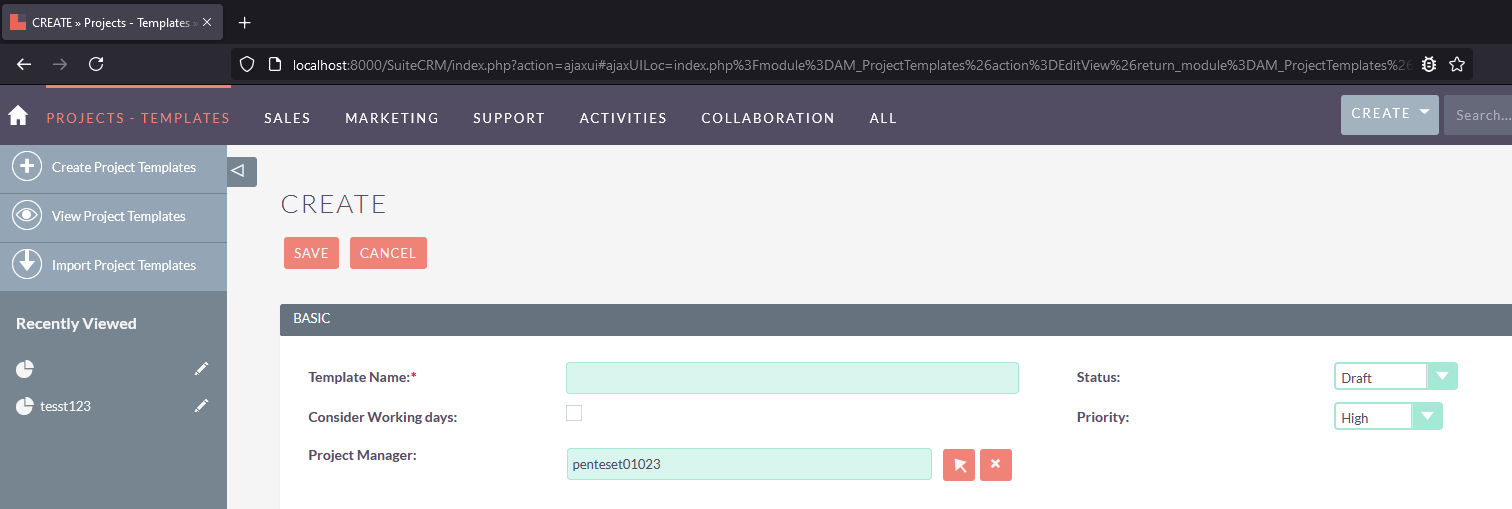 CREATE » Projects - Templates »
localhost:8000/SuiteCRM/index.php?action=ajaxui#ajaxUILoc=index.php%3Fmodule%3DAM_ProjectTemplates%26action%3DEditView%26return_module%3DAM_ProjectTemplates%26
PROJECTS - TEMPLATES SALES MARKETING SUPPORT ACTIVITIES COLLABORATION ALL CREATE Search...
Create Project Templates
View Project Templates
Import Project Templates
Recently Viewed
tesst123
CREATE
SAVE CANCEL
BASIC
Template Name:* Status: Draft
Consider Working days: Priority: High
Project Manager: penteset01023